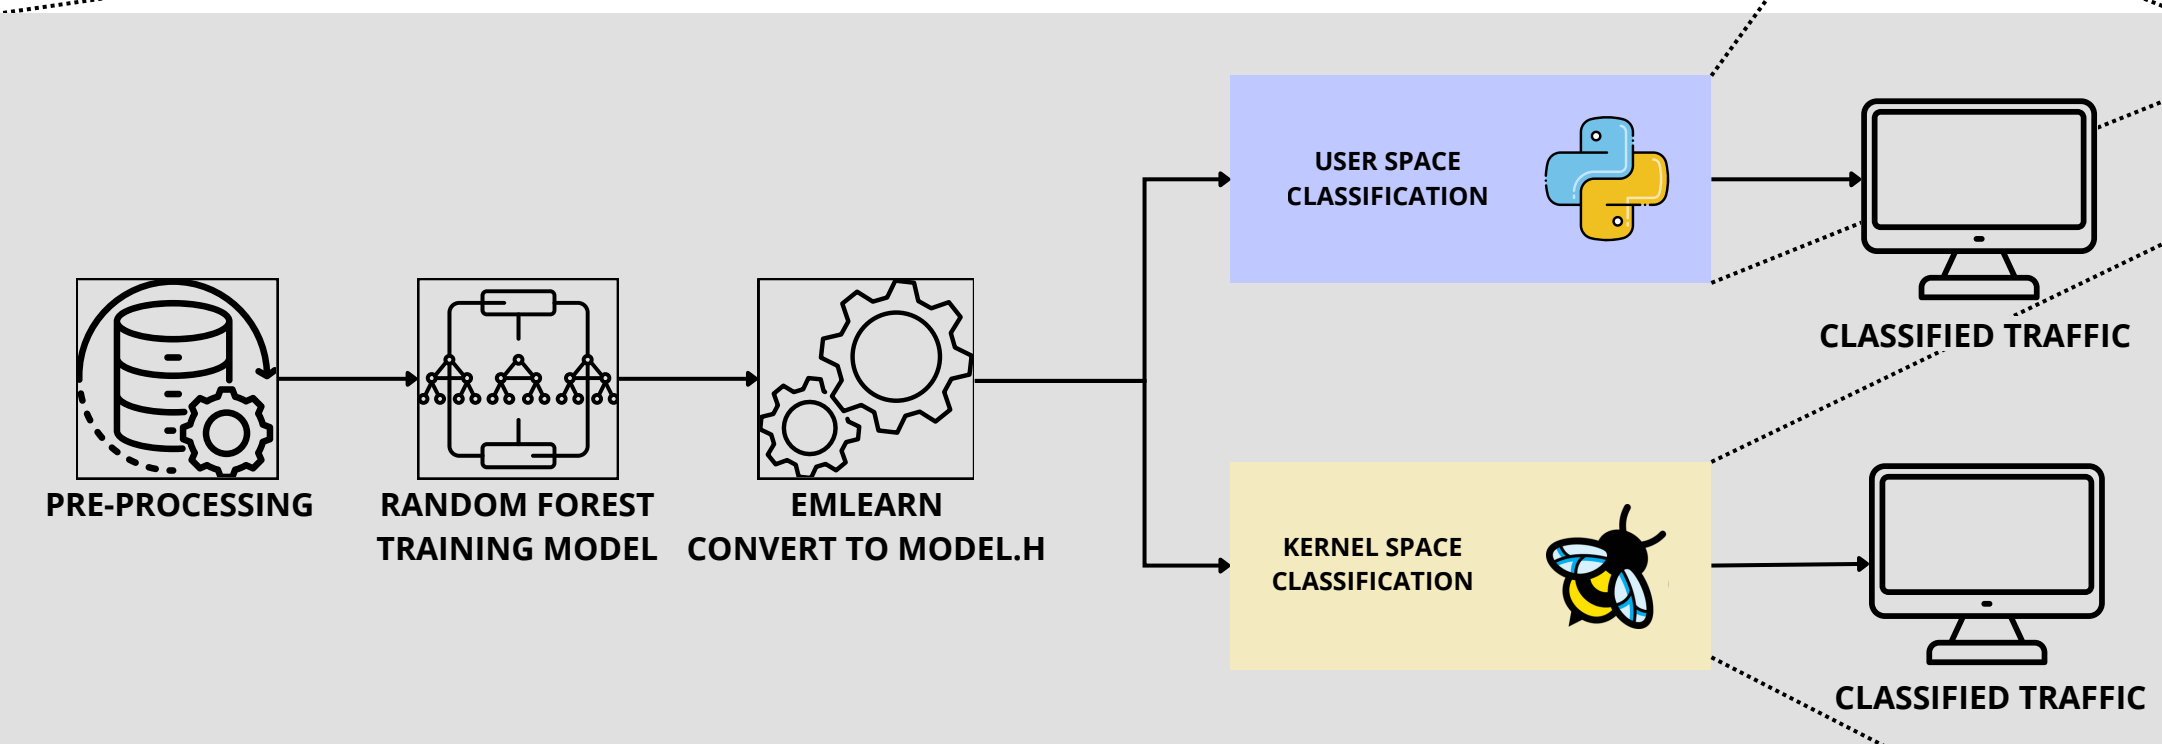 PRE-PROCESSING
RANDOM FOREST
TRAINING MODEL
EMLEARN
CONVERT TO MODEL.H
USER SPACE
CLASSIFICATION
CLASSIFIED TRAFFIC
KERNEL SPACE
CLASSIFICATION
CLASSIFIED TRAFFIC